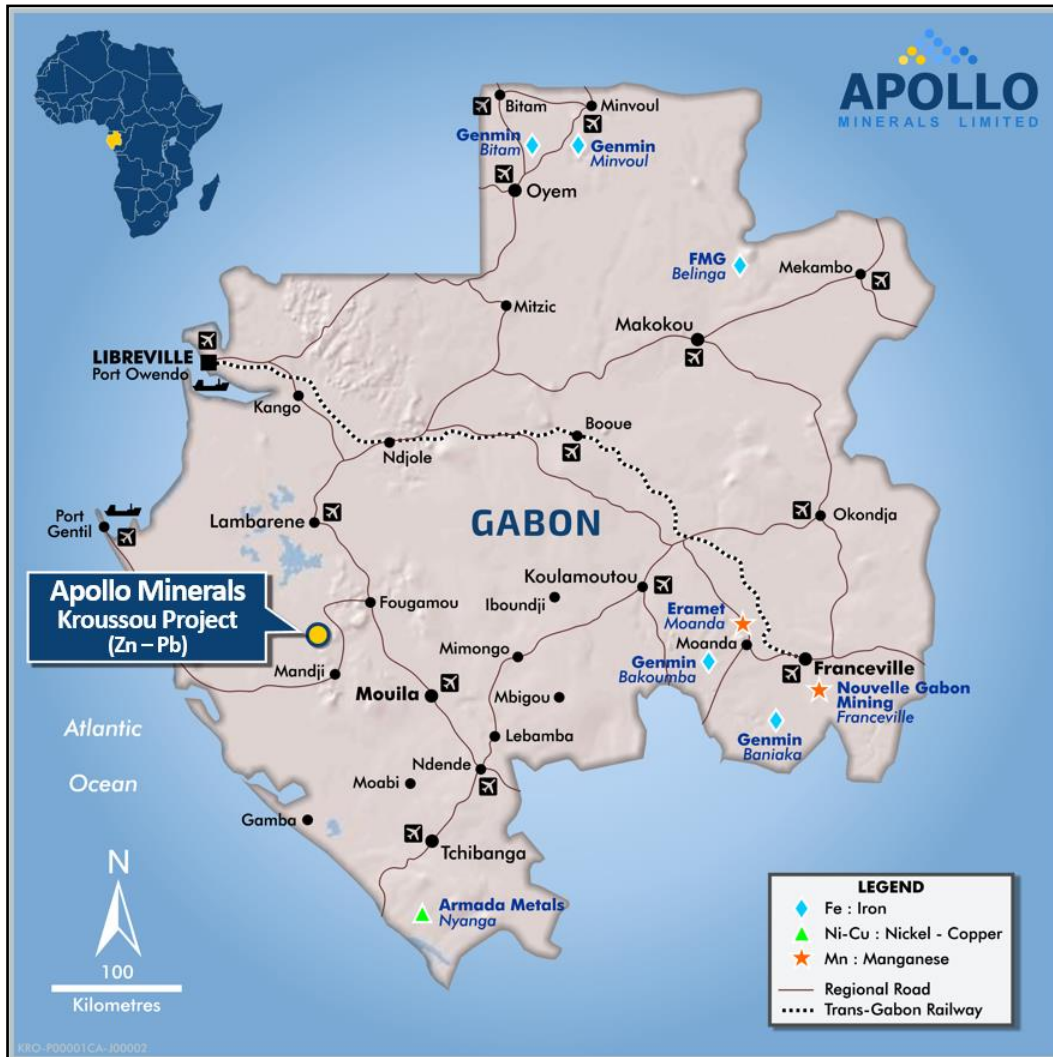 APOLLO
MINERALS LIMITED
Bitam
Minvoul
Genmin
Bitam
Genmin
Minvoul
Oyem
FMG
Belinga
Mekambo
Mitzic
Makokou
LIBREVILLE
Port Owendo
Kango
Booue
Ndjole
Port
Gentil
Lambarene
GABON
Okondja
Koulamoutou
Apollo Minerals
Kroussou Project
(Zn – Pb)
Fougamou
Iboundji
Eramet
Moanda
Mimongo
Moanda
Genmin
Bakoumba
Franceville
Mandji
Mouila
Mbigou
Nouvelle Gabon
Mining
Franceville
Atlantic
Ocean
Lebamba
Genmin
Baniaka
Ndende
Moabi
Gamba
Tchibanga
N
Armada Metals
Nyanga
100
Kilometres
LEGEND
Fe : Iron
Ni-Cu : Nickel - Copper
Mn : Manganese
Regional Road
Trans-Gabon Railway
KRO-P00001CA-J00002